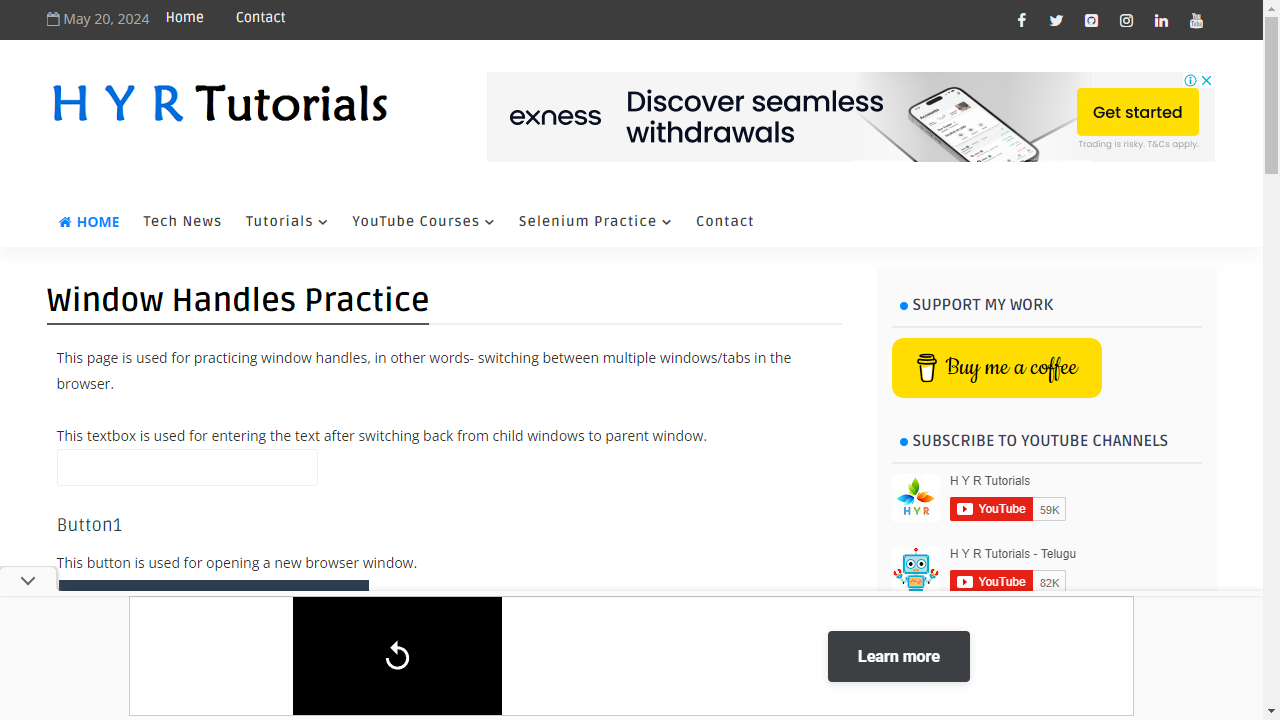 May 20, 2024 Home Contact
H Y R Tutorials
exness Discover seamless withdrawals Get started
Trading is risky. T&Cs apply.
HOME Tech News Tutorials YouTube Courses Selenium Practice Contact
Window Handles Practice
This page is used for practicing window handles, in other words- switching between multiple windows/tabs in the
browser.
This textbox is used for entering the text after switching back from child windows to parent window.
Button1
This button is used for opening a new browser window.
SUPPORT MY WORK
Buy me a coffee
SUBSCRIBE TO YOUTUBE CHANNELS
H Y R
H Y R Tutorials
YouTube 59K
H Y R Tutorials - Telugu
YouTube 82K
Learn more